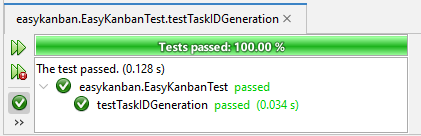 easykanban.EasyKanbanTest.testTaskIDGeneration ×
Tests passed: 100.00 %
The test passed. (0.128 s)
easykanban.EasyKanbanTest passed
testTaskIDGeneration passed (0.034 s)
>>